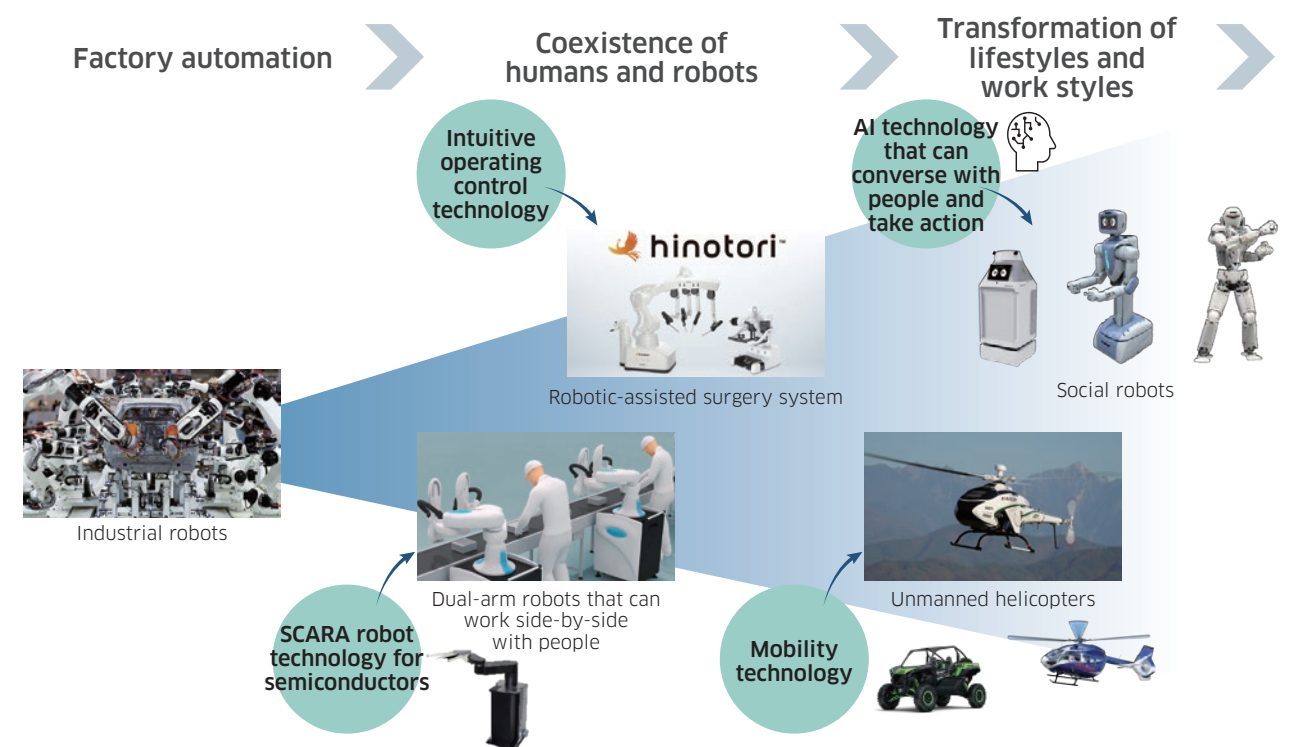 Factory automation
Coexistence of
humans and robots
Transformation of
lifestyles and
work styles
Intuitive
operating
control
technology
AI technology
that can
converse with
people and
take action
hinotori™
Robotic-assisted surgery system
Social robots
Industrial robots
Dual-arm robots that can
work side-by-side
with people
Unmanned helicopters
SCARA robot
technology for
semiconductors
Mobility
technology